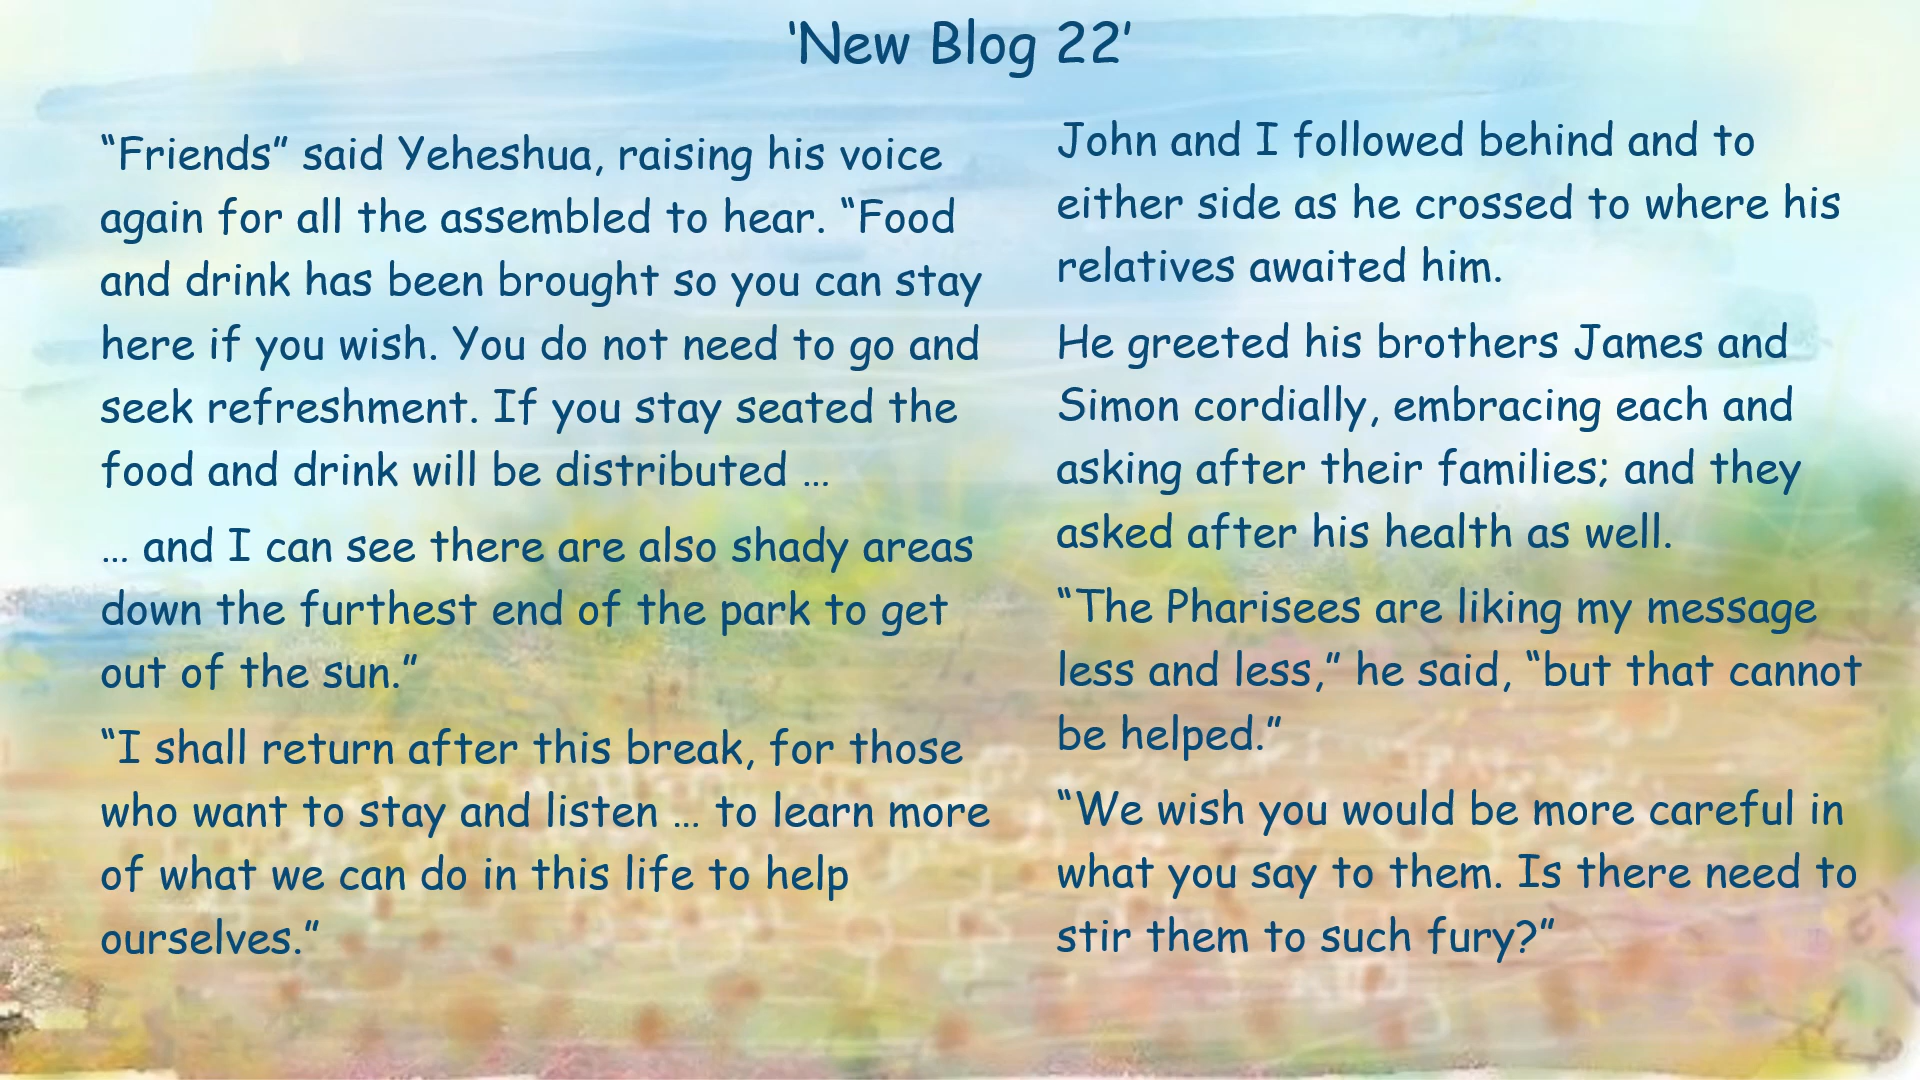 ‘New Blog 22’
“Friends” said Yeheshua, raising his voice
again for all the assembled to hear. “Food
and drink has been brought so you can stay
here if you wish. You do not need to go and
seek refreshment. If you stay seated the
food and drink will be distributed …
… and I can see there are also shady areas
down the furthest end of the park to get
out of the sun.”
“I shall return after this break, for those
who want to stay and listen … to learn more
of what we can do in this life to help
ourselves.”
John and I followed behind and to
either side as he crossed to where his
relatives awaited him.
He greeted his brothers James and
Simon cordially, embracing each and
asking after their families; and they
asked after his health as well.
“The Pharisees are liking my message
less and less,” he said, “but that cannot
be helped.”
“We wish you would be more careful in
what you say to them. Is there need to
stir them to such fury?”